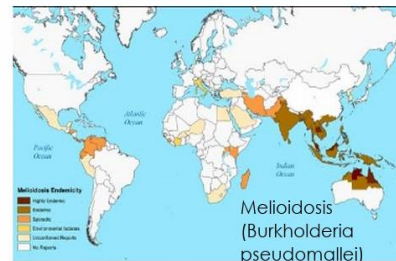 Atlantic
Ocean
Pacific
Ocean
Indian
Ocean
Melioidosis Endemicity
Highly Endemic
Endemic
Sporadic
Environmental Isolates
Unconfirmed Reports
No Reports
Melioidosis
(Burkholderia
pseudomallei)